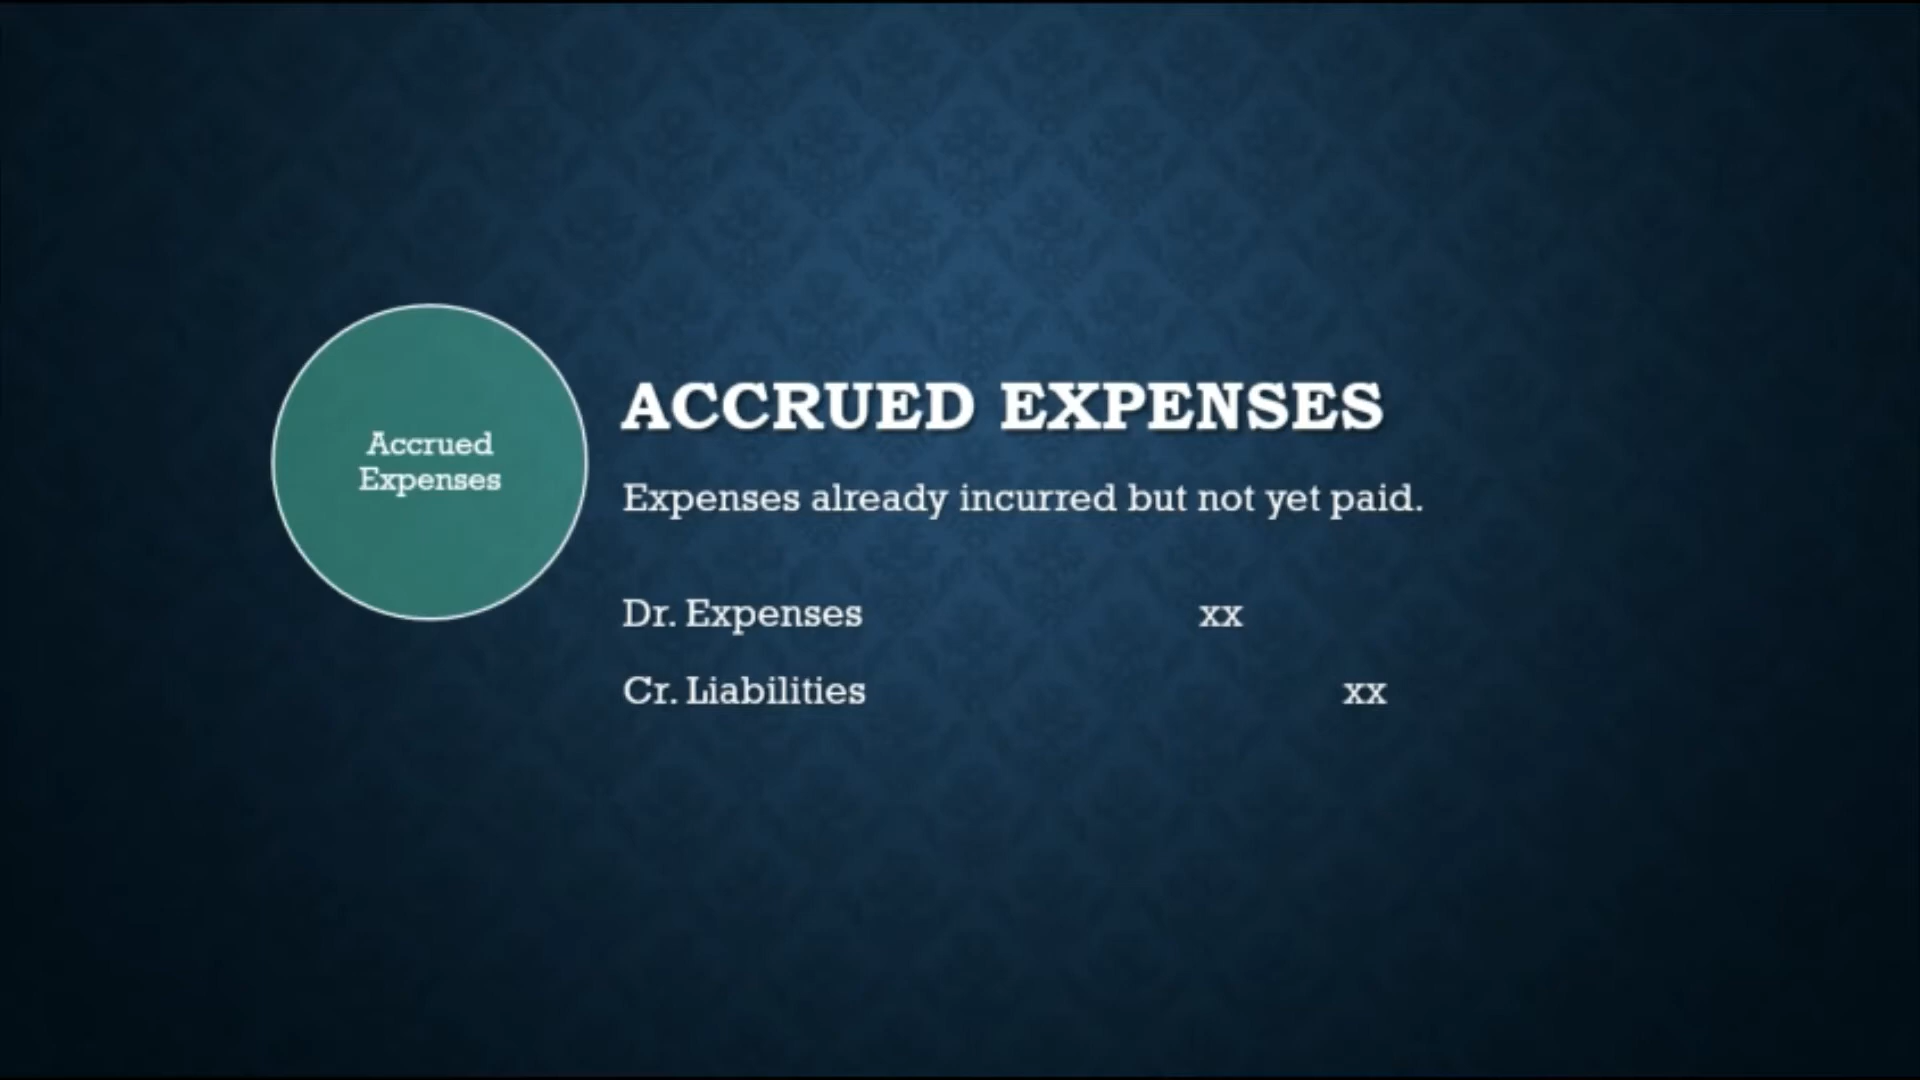 Accrued
Expenses
ACCRUED EXPENSES
Expenses already incurred but not yet paid.
Dr. Expenses xx
Cr. Liabilities xx